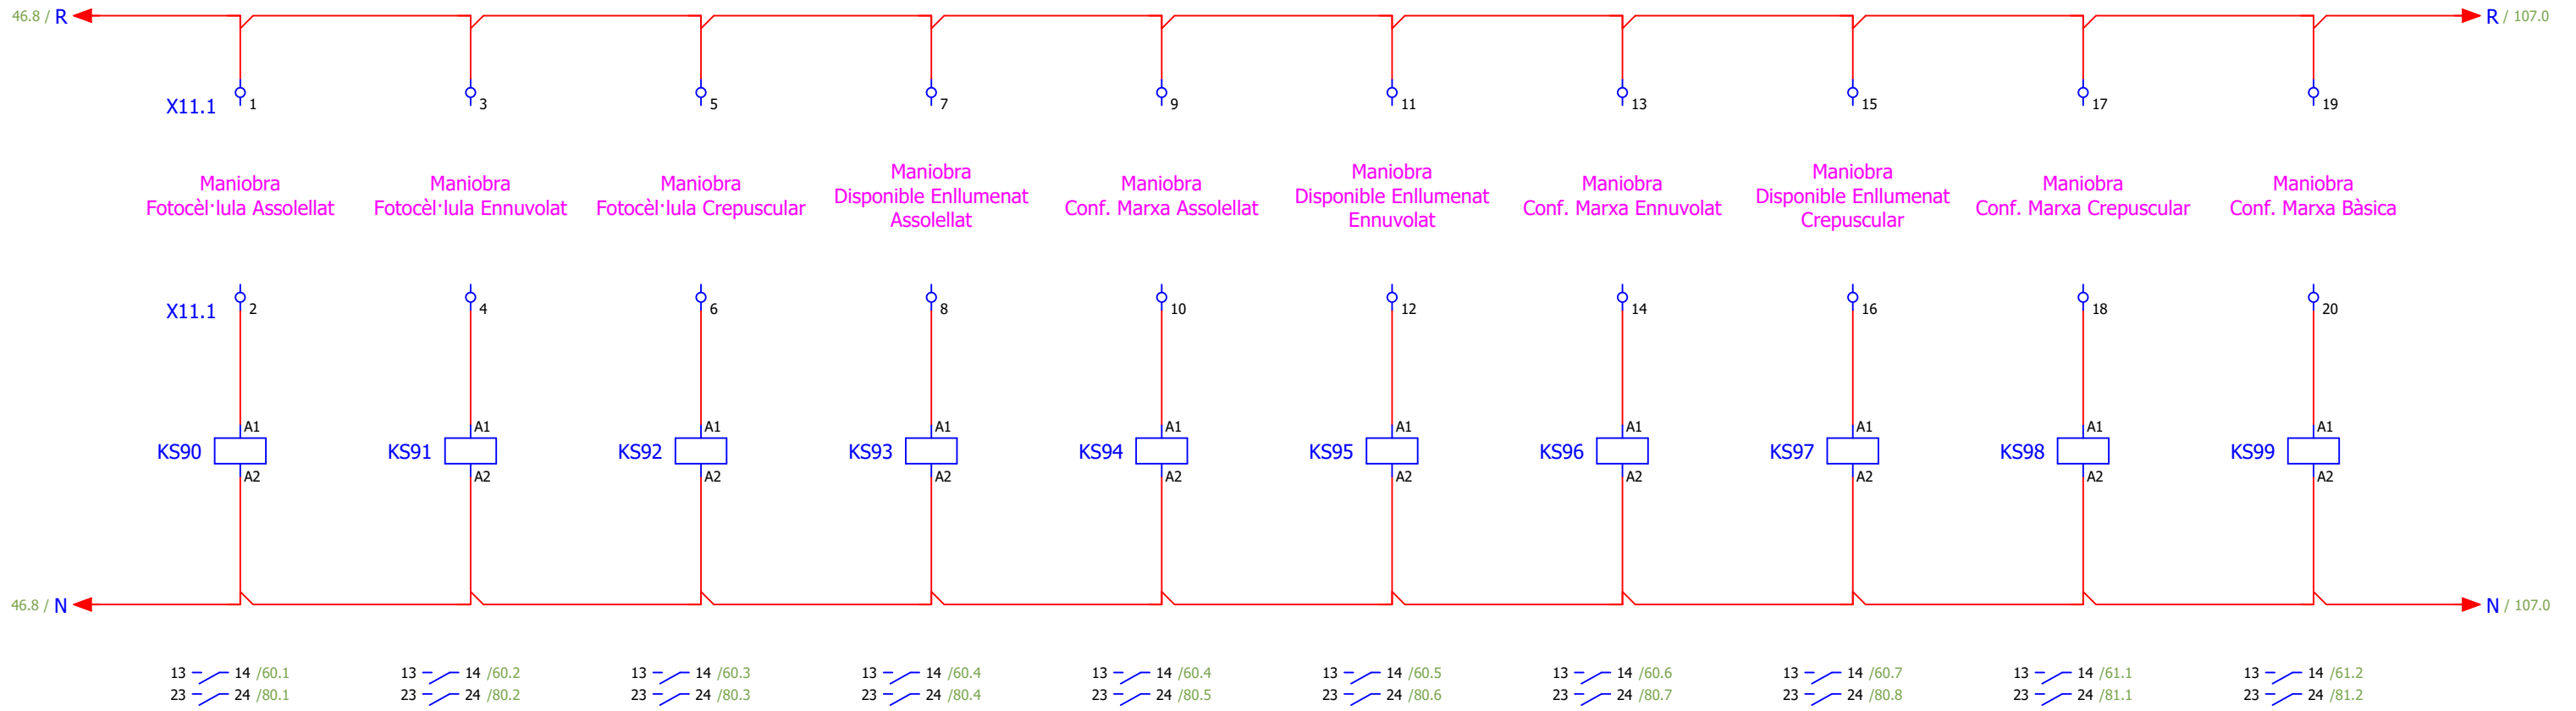 46.8 / R
R / 107.0
X11.1 1 3 5 7 9 11 13 15 17 19
Maniobra
Fotocèl·lula Assolellat
Maniobra
Fotocèl·lula Ennuvolat
Maniobra
Fotocèl·lula Crepuscular
Maniobra
Disponible Enllumenat
Assolellat
Maniobra
Conf. Marxa Assolellat
Maniobra
Disponible Enllumenat
Ennuvolat
Maniobra
Conf. Marxa Ennuvolat
Maniobra
Disponible Enllumenat
Crepuscular
Maniobra
Conf. Marxa Crepuscular
Maniobra
Conf. Marxa Bàsica
X11.1 2 4 6 8 10 12 14 16 18 20
A1 A1 A1 A1 A1 A1 A1 A1 A1 A1
KS90 KS91 KS92 KS93 KS94 KS95 KS96 KS97 KS98 KS99
A2 A2 A2 A2 A2 A2 A2 A2 A2 A2
46.8 / N
N / 107.0
13 14 /60.1 13 14 /60.2 13 14 /60.3 13 14 /60.4 13 14 /60.4 13 14 /60.5 13 14 /60.6 13 14 /60.7 13 14 /61.1 13 14 /61.2
23 24 /80.1 23 24 /80.2 23 24 /80.3 23 24 /80.4 23 24 /80.5 23 24 /80.6 23 24 /80.7 23 24 /80.8 23 24 /81.1 23 24 /81.2